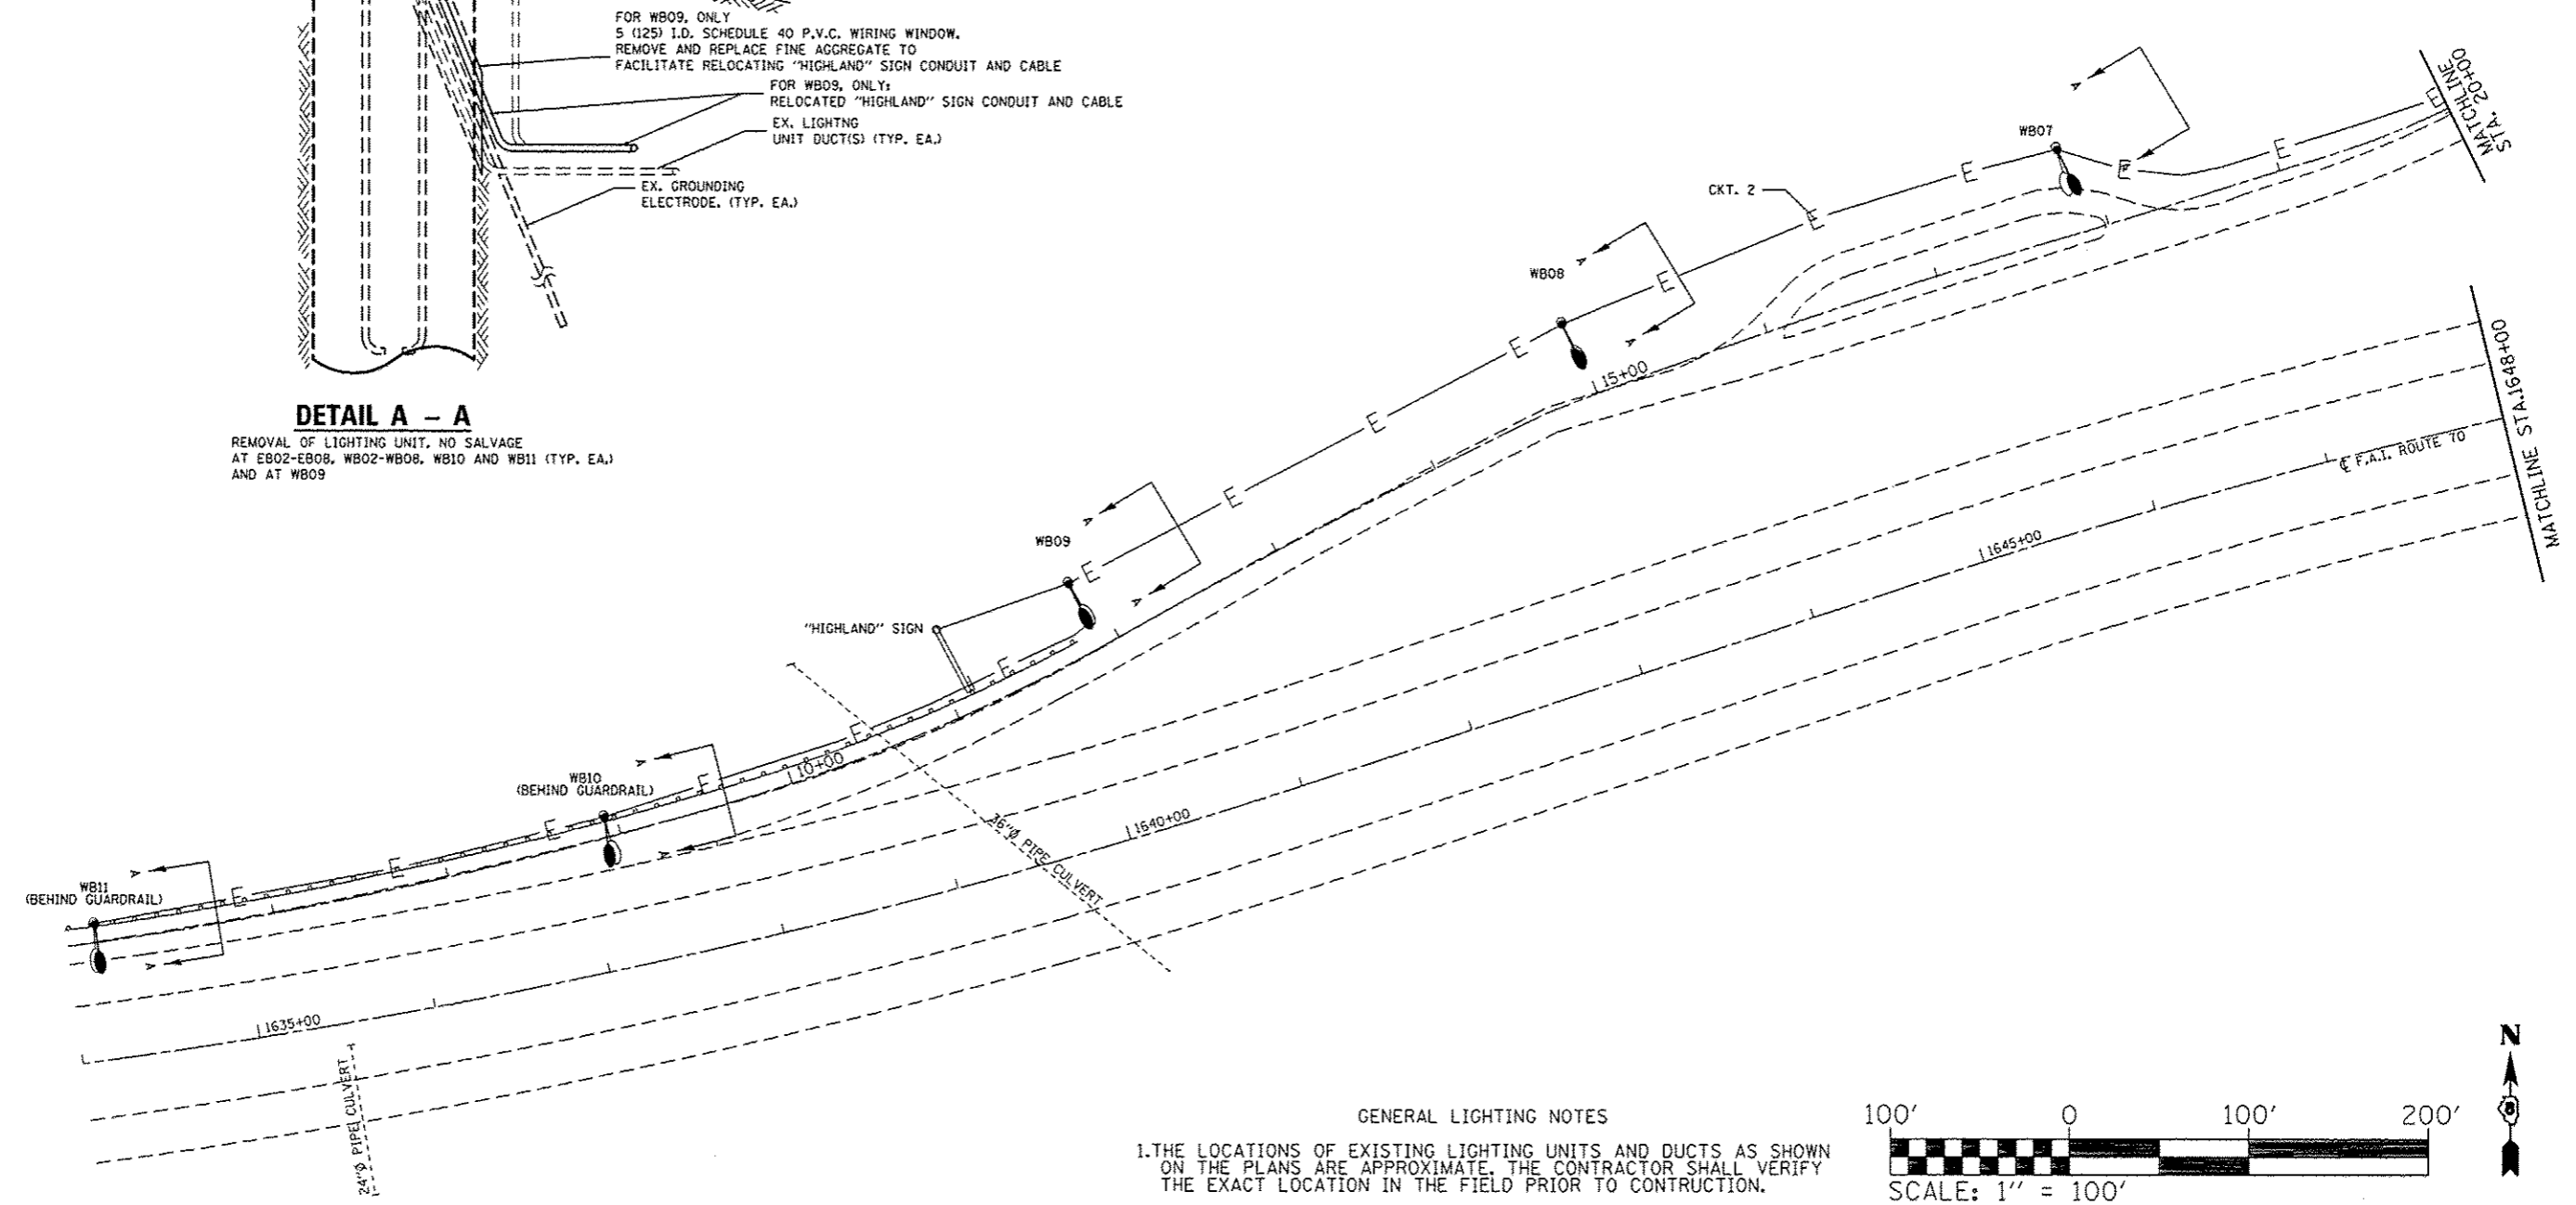 FOR WB09, ONLY
5 (125) I.D. SCHEDULE 40 P.V.C. WIRING WINDOW.
REMOVE AND REPLACE FINE AGGREGATE TO
FACILITATE RELOCATING "HIGHLAND" SIGN CONDUIT AND CABLE
FOR WB09, ONLY:
RELOCATED "HIGHLAND" SIGN CONDUIT AND CABLE
EX. LIGHTNG
UNIT DUCT(S) (TYP. EA.)
EX. GROUNDING
ELECTRODE. (TYP. EA.)
DETAIL A - A
REMOVAL OF LIGHTING UNIT, NO SALVAGE
AT EB02-EB08, WB02-WB08, WB10 AND WB11 (TYP. EA.)
AND AT WB09
MATCHLINE
STA. 20+00
A
WB07
E
E
E
E
A
CKT. 2
E
A
WB08
E
A
E
15+00
MATCHLINE STA.1648+00
℄ F.A.I. ROUTE 70
E
E
A
WB09
E
A
1645+00
"HIGHLAND" SIGN
E
E
10+00
A
WB10
(BEHIND GUARDRAIL)
E
E
A
36"Ø PIPE CULVERT
1640+00
E
E
A
WB11
(BEHIND GUARDRAIL)
A
1635+00
24"Ø PIPE CULVERT
GENERAL LIGHTING NOTES
1.THE LOCATIONS OF EXISTING LIGHTING UNITS AND DUCTS AS SHOWN
ON THE PLANS ARE APPROXIMATE. THE CONTRACTOR SHALL VERIFY
THE EXACT LOCATION IN THE FIELD PRIOR TO CONTRUCTION.
100' 0 100' 200'
SCALE: 1" = 100'
N